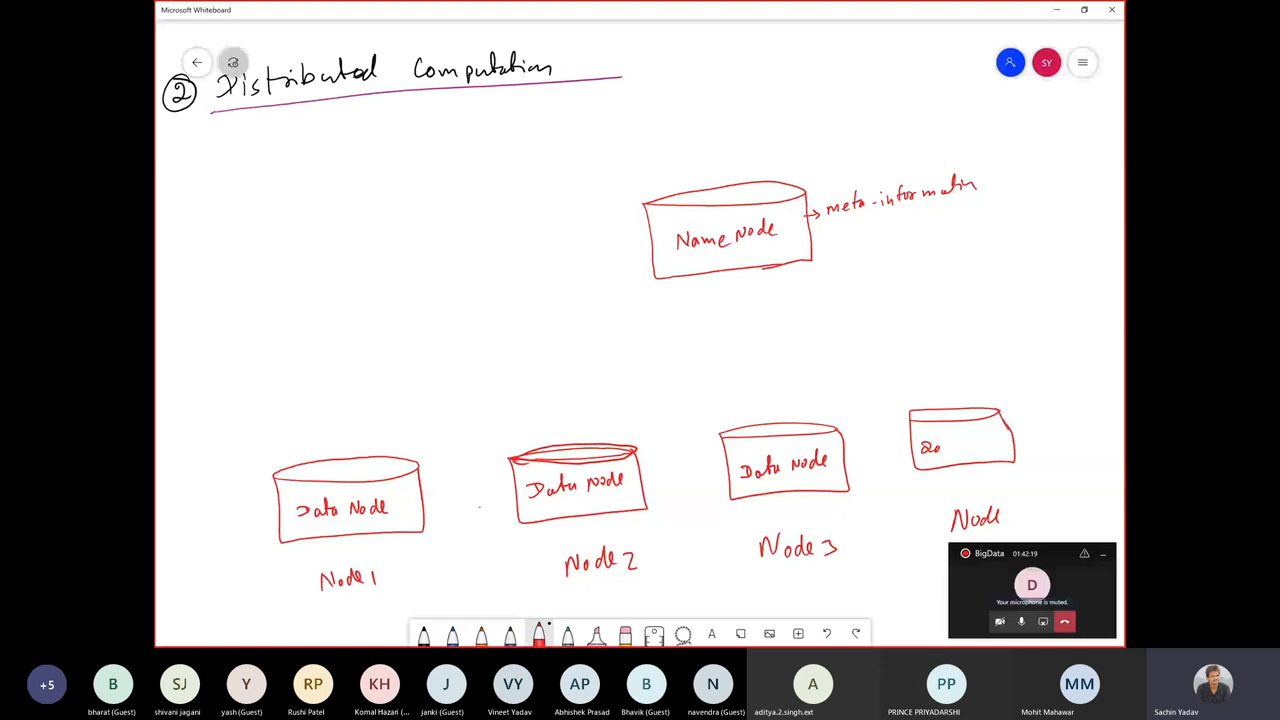 Microsoft Whiteboard
SY
② Distributed Computation
Name Node
→ meta-information
Data Node
Data Node
Data Node
20
Node 1
Node 2
Node 3
Node
BigData
01:42:19
D
Your microphone is muted.
A
+5
B
SJ
Y
RP
KH
J
VY
AP
B
N
A
PP
MM
bharat (Guest)
shivani jagani
yash (Guest)
Rushi Patel
Komal Hazari (...
janki (Guest)
Vineet Yadav
Abhishek Prasad
Bhavik (Guest)
navendra (Guest)
aditya.2.singh.ext
PRINCE PRIYADARSHI
Mohit Mahawar
Sachin Yadav